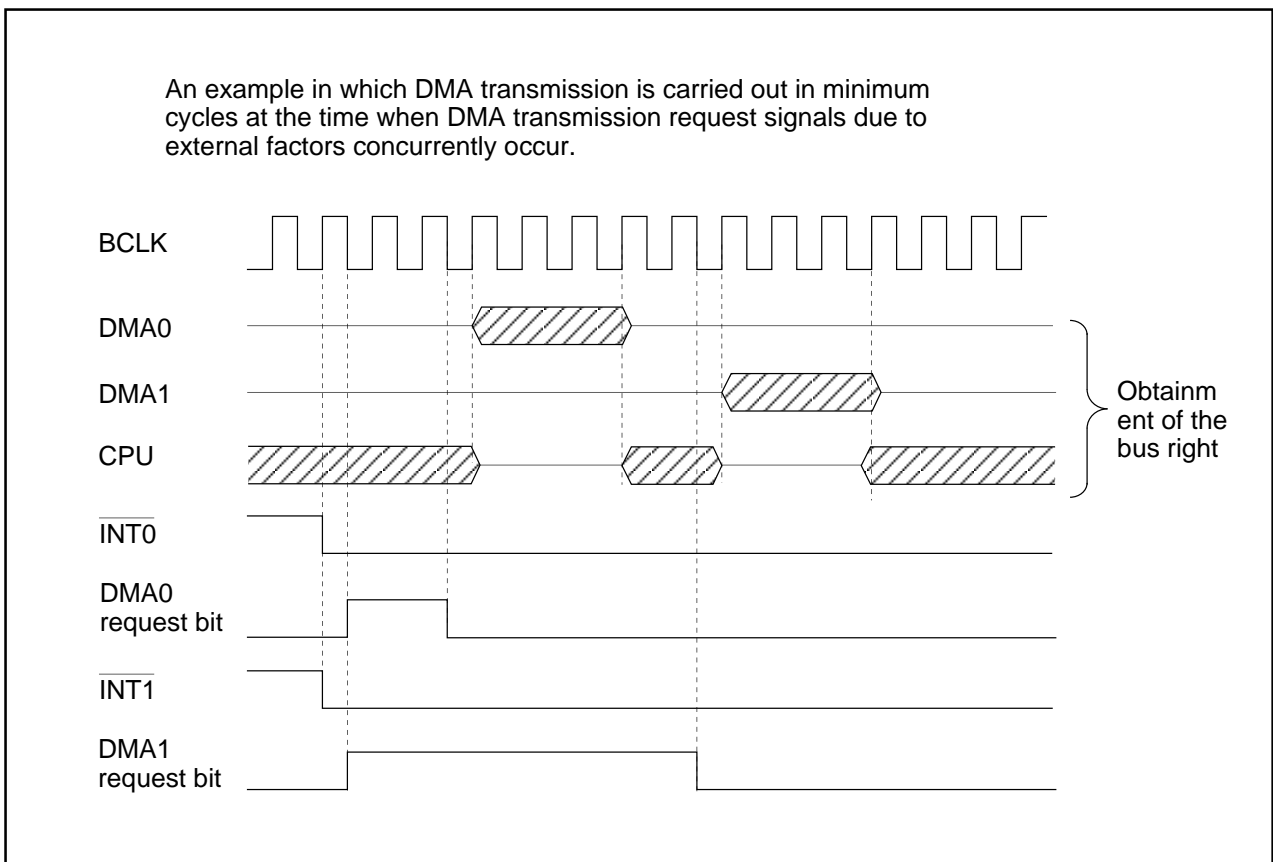 An example in which DMA transmission is carried out in minimum
cycles at the time when DMA transmission request signals due to
external factors concurrently occur.
BCLK
DMA0
DMA1
CPU
Obtainm
ent of the
bus right
INT0
DMA0
request bit
INT1
DMA1
request bit